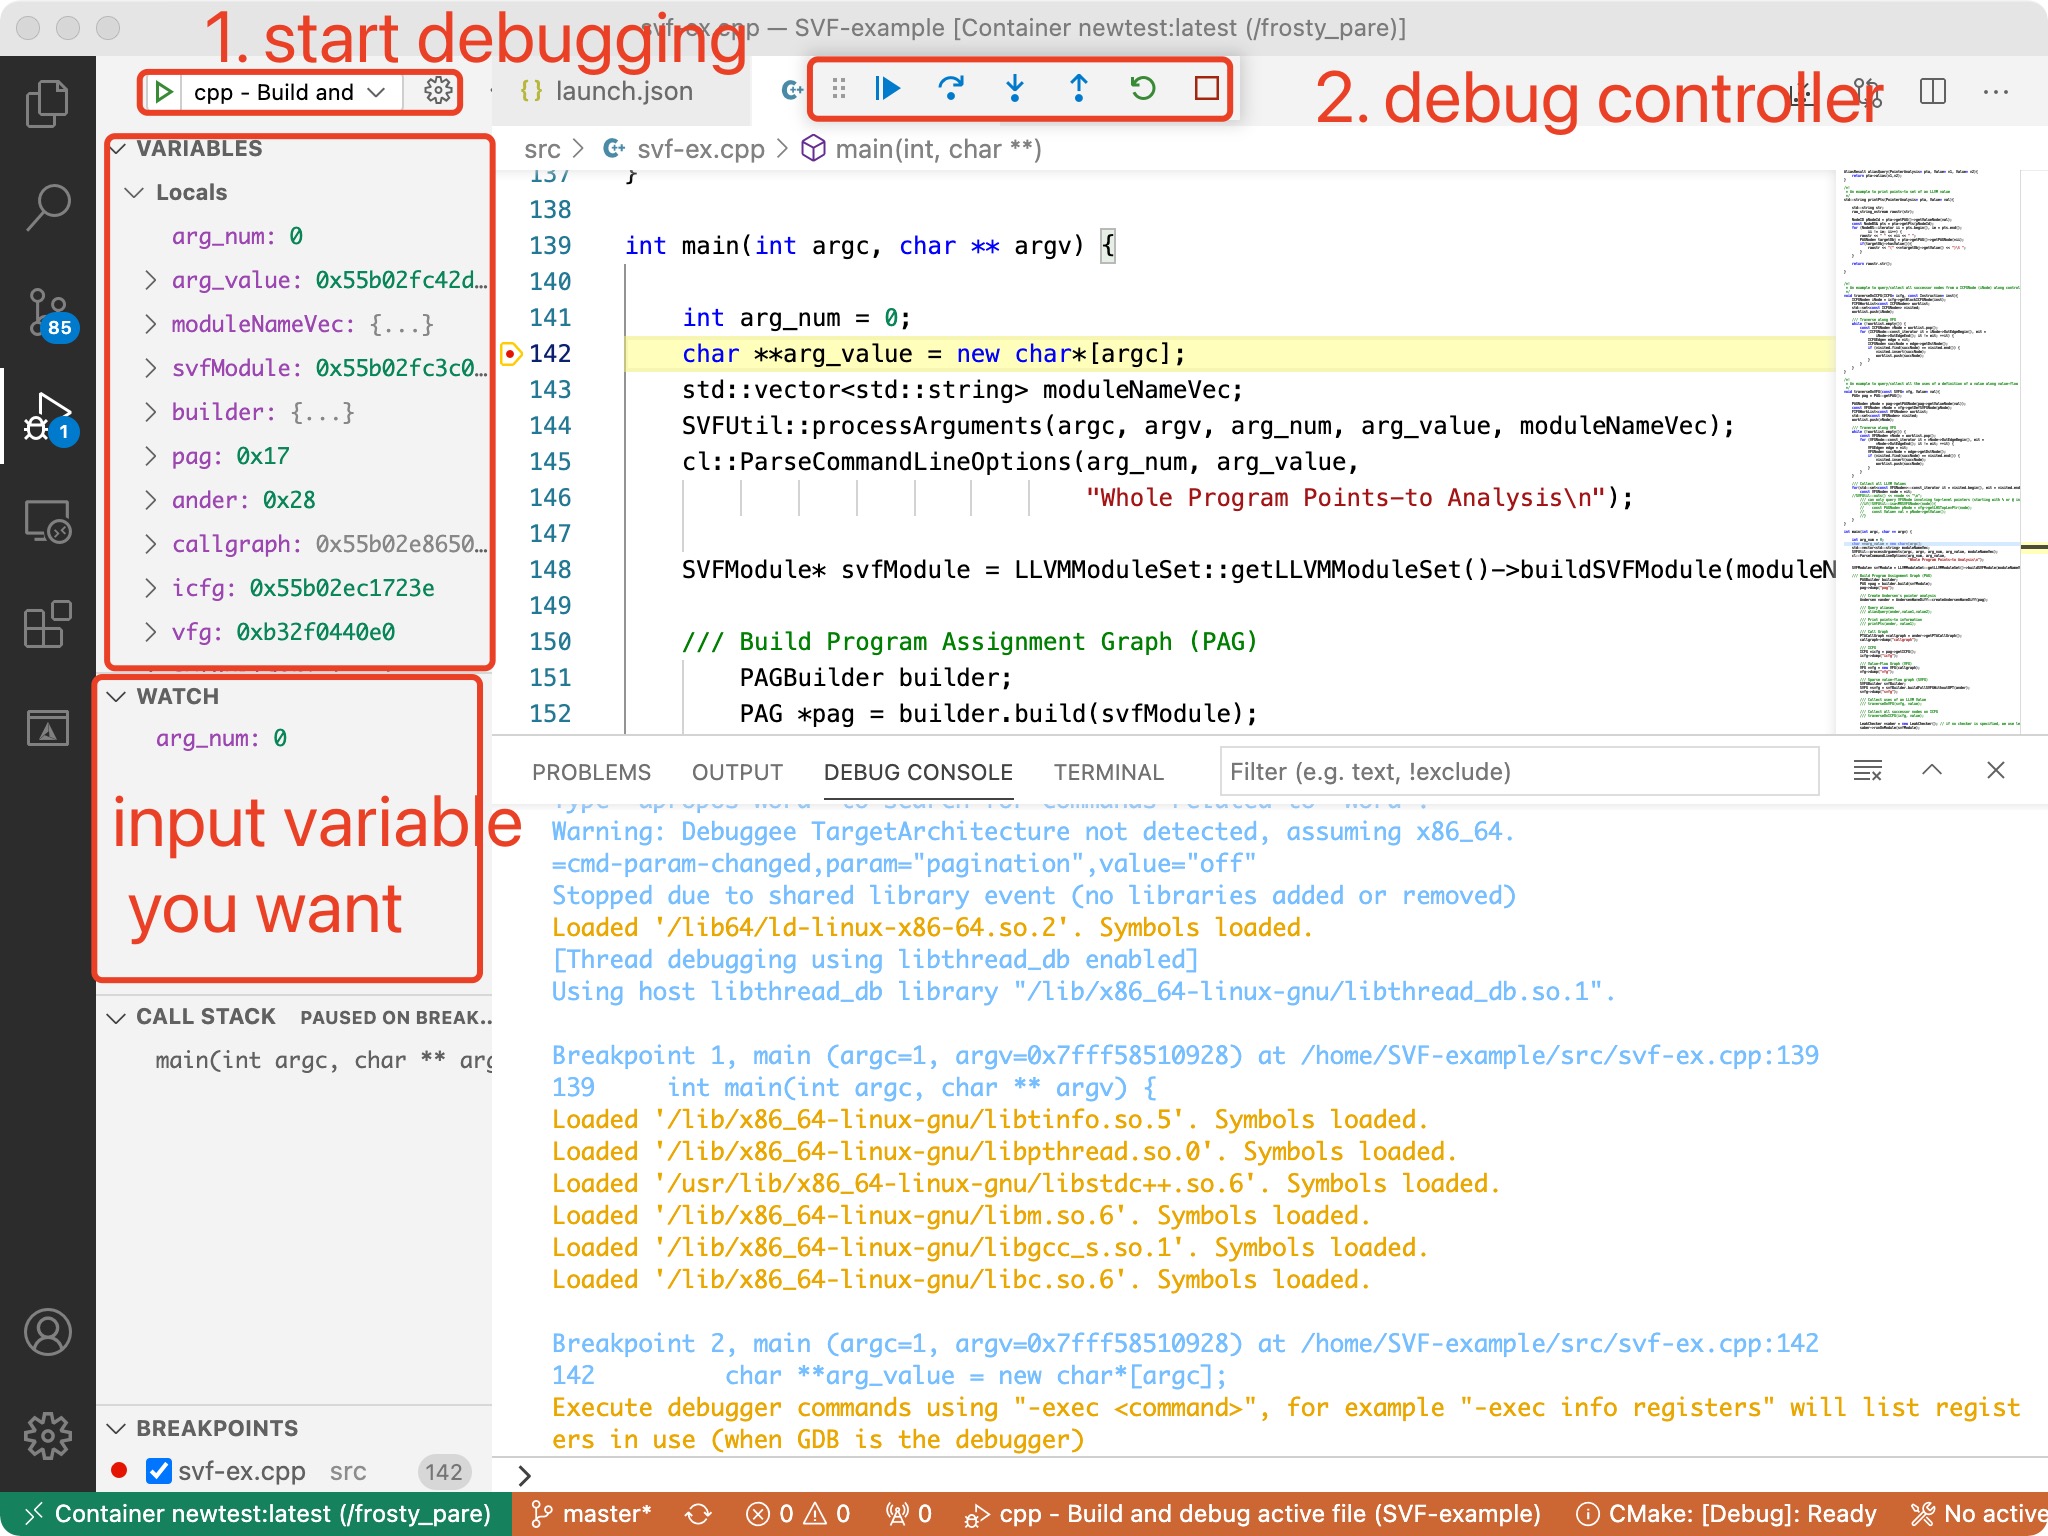 svf-ex.cpp — SVF-example [Container newtest:latest (/frosty_pare)]
1. start debugging
cpp - Build and
launch.json
2. debug controller
src > svf-ex.cpp > main(int, char **)
VARIABLES
Locals
arg_num: 0
arg_value: 0x55b02fc42d…
moduleNameVec: {...}
svfModule: 0x55b02fc3c0…
builder: {...}
pag: 0x17
ander: 0x28
callgraph: 0x55b02e8650…
icfg: 0x55b02ec1723e
vfg: 0xb32f0440e0
85
1
137 }
138
139 int main(int argc, char ** argv) {
140
141 int arg_num = 0;
142 char **arg_value = new char*[argc];
143 std::vector<std::string> moduleNameVec;
144 SVFUtil::processArguments(argc, argv, arg_num, arg_value, moduleNameVec);
145 cl::ParseCommandLineOptions(arg_num, arg_value,
146 "Whole Program Points-to Analysis\n");
147
148 SVFModule* svfModule = LLVMModuleSet::getLLVMModuleSet()->buildSVFModule(moduleN
149
150 /// Build Program Assignment Graph (PAG)
151 PAGBuilder builder;
152 PAG *pag = builder.build(svfModule);
WATCH
arg_num: 0
input variable
you want
CALL STACK PAUSED ON BREAK…
main(int argc, char ** arg
BREAKPOINTS
svf-ex.cpp src 142
PROBLEMS OUTPUT DEBUG CONSOLE TERMINAL Filter (e.g. text, !exclude)
Type "apropos word" to search for commands related to "word".
Warning: Debuggee TargetArchitecture not detected, assuming x86_64.
=cmd-param-changed,param="pagination",value="off"
Stopped due to shared library event (no libraries added or removed)
Loaded '/lib64/ld-linux-x86-64.so.2'. Symbols loaded.
[Thread debugging using libthread_db enabled]
Using host libthread_db library "/lib/x86_64-linux-gnu/libthread_db.so.1".
Breakpoint 1, main (argc=1, argv=0x7fff58510928) at /home/SVF-example/src/svf-ex.cpp:139
139 int main(int argc, char ** argv) {
Loaded '/lib/x86_64-linux-gnu/libtinfo.so.5'. Symbols loaded.
Loaded '/lib/x86_64-linux-gnu/libpthread.so.0'. Symbols loaded.
Loaded '/usr/lib/x86_64-linux-gnu/libstdc++.so.6'. Symbols loaded.
Loaded '/lib/x86_64-linux-gnu/libm.so.6'. Symbols loaded.
Loaded '/lib/x86_64-linux-gnu/libgcc_s.so.1'. Symbols loaded.
Loaded '/lib/x86_64-linux-gnu/libc.so.6'. Symbols loaded.
Breakpoint 2, main (argc=1, argv=0x7fff58510928) at /home/SVF-example/src/svf-ex.cpp:142
142 char **arg_value = new char*[argc];
Execute debugger commands using "-exec <command>", for example "-exec info registers" will list regist
ers in use (when GDB is the debugger)
>
Container newtest:latest (/frosty_pare) master* 0 0 0 cpp - Build and debug active file (SVF-example) CMake: [Debug]: Ready No active